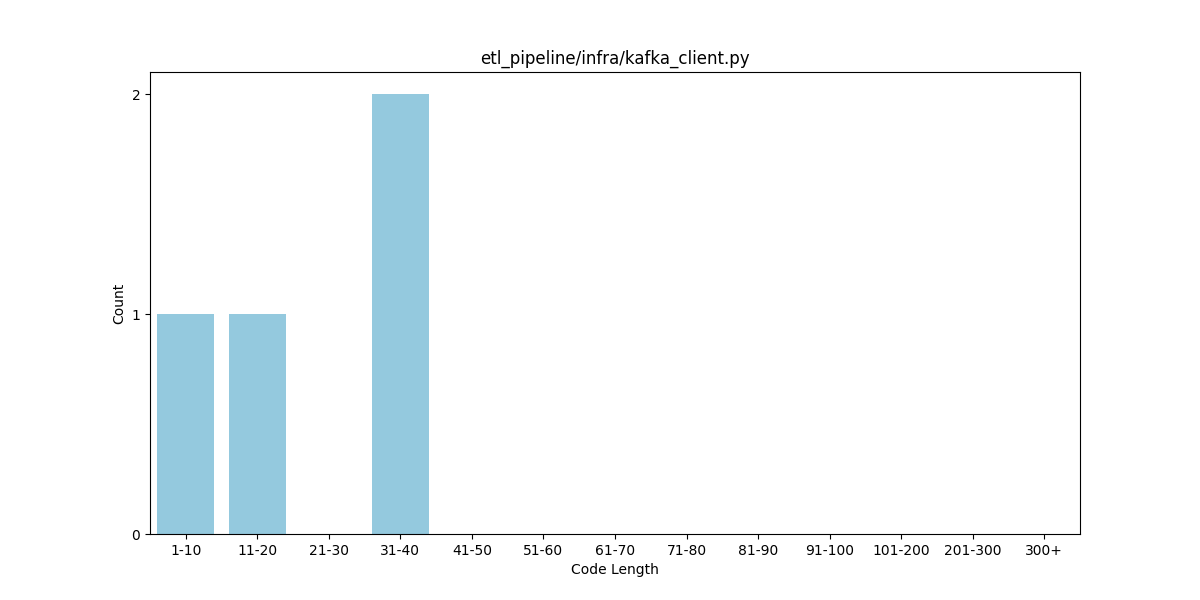 etl_pipeline/infra/kafka_client.py
Count
2
1
0
1-10 11-20 21-30 31-40 41-50 51-60 61-70 71-80 81-90 91-100 101-200 201-300 300+
Code Length